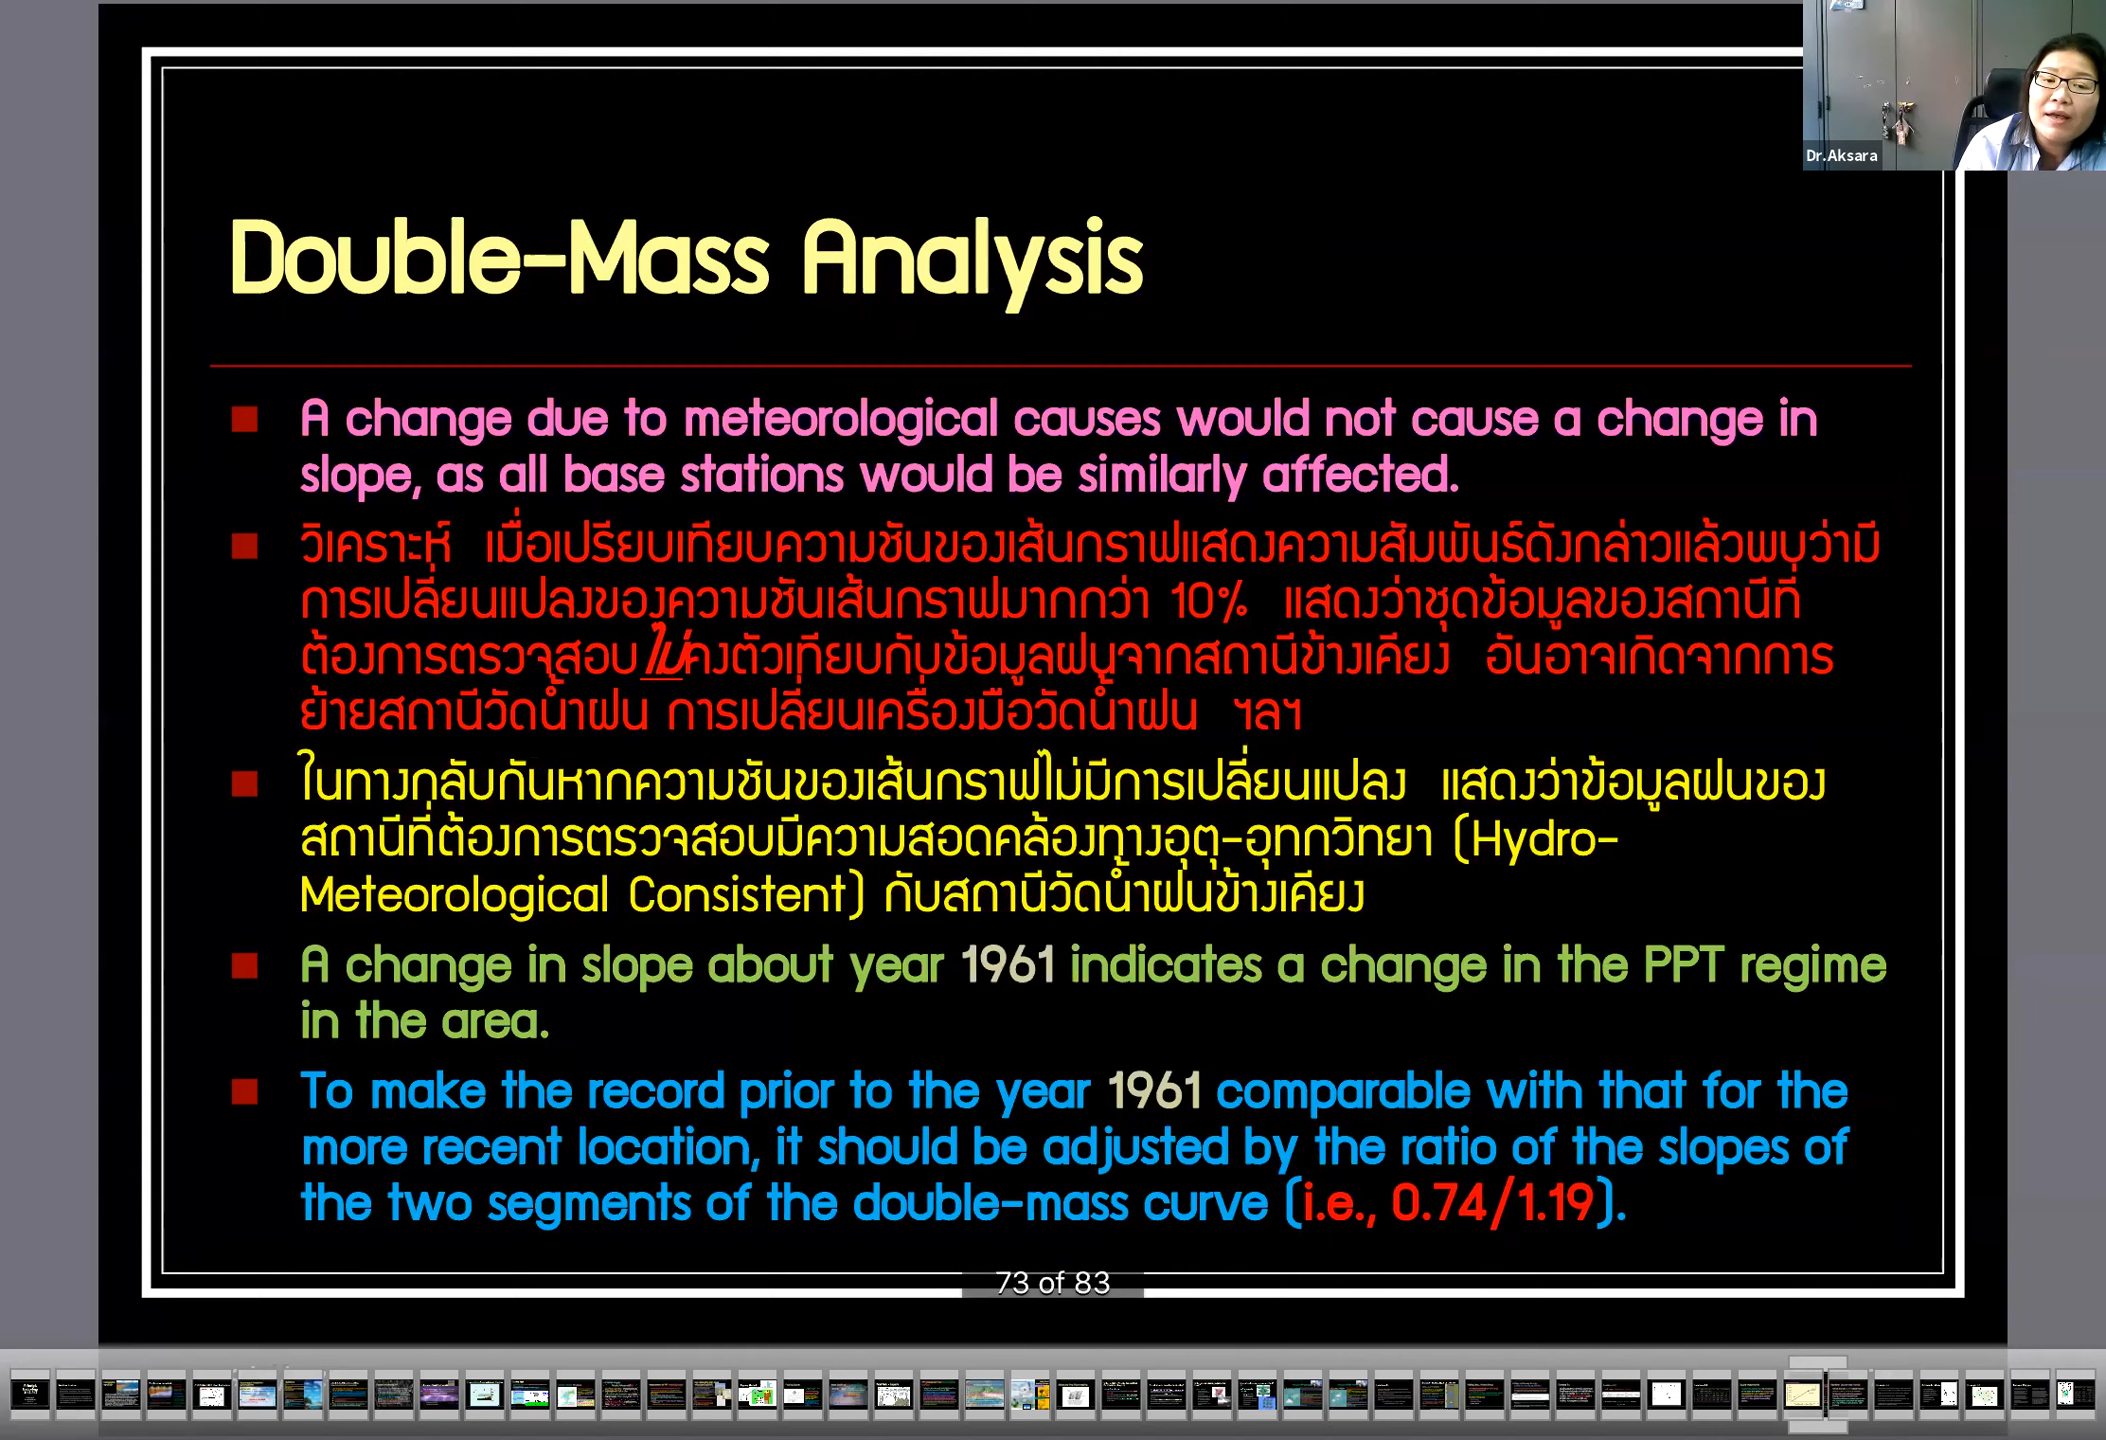 Dr.Aksara
Double-Mass Analysis
A change due to meteorological causes would not cause a change in
slope, as all base stations would be similarly affected.
วิเคราะห์ เมื่อเปรียบเทียบความชันของเส้นกราฟแสดงความสัมพันธ์ดังกล่าวแล้วพบว่ามี
การเปลี่ยนแปลงของความชันเส้นกราฟมากกว่า 10% แสดงว่าชุดข้อมูลของสถานีที่
ต้องการตรวจสอบไม่คงตัวเทียบกับข้อมูลฝนจากสถานีข้างเคียง อันอาจเกิดจากการ
ย้ายสถานีวัดน้ำฝน การเปลี่ยนเครื่องมือวัดน้ำฝน ฯลฯ
ในทางกลับกันหากความชันของเส้นกราฟไม่มีการเปลี่ยนแปลง แสดงว่าข้อมูลฝนของ
สถานีที่ต้องการตรวจสอบมีความสอดคล้องทางอุตุ-อุทกวิทยา (Hydro-
Meteorological Consistent) กับสถานีวัดน้ำฝนข้างเคียง
A change in slope about year 1961 indicates a change in the PPT regime
in the area.
To make the record prior to the year 1961 comparable with that for the
more recent location, it should be adjusted by the ratio of the slopes of
the two segments of the double-mass curve (i.e., 0.74/1.19).
73 of 83